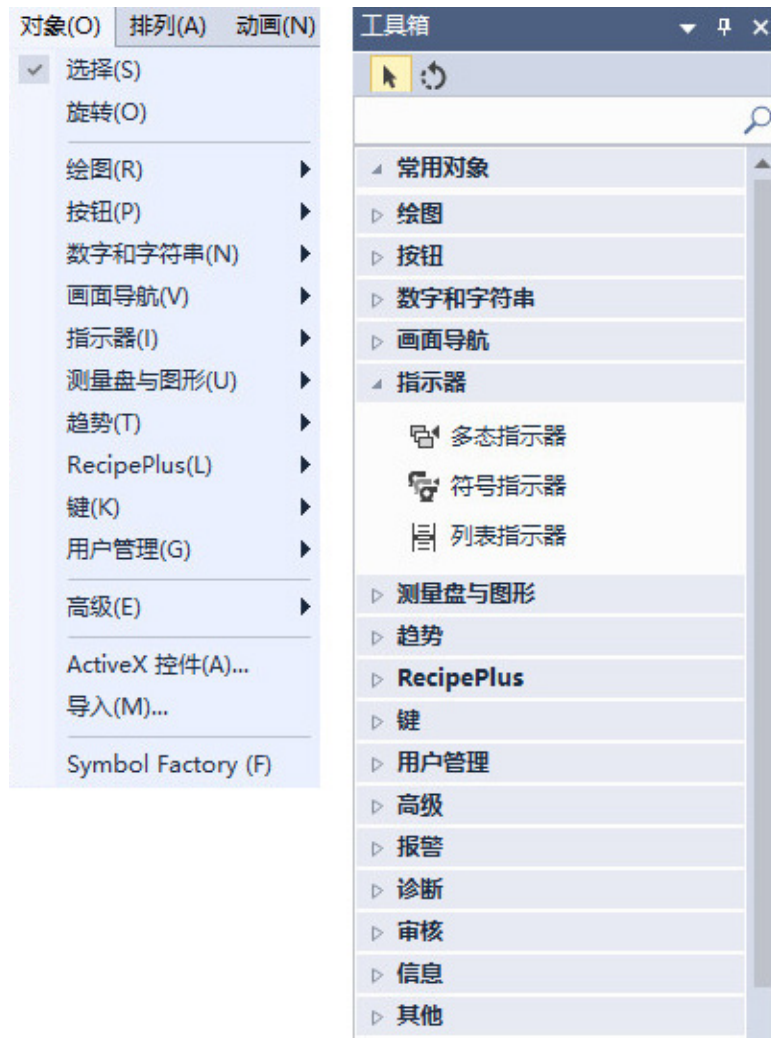 对象(O) 排列(A) 动画(N)
选择(S)
旋转(O)
绘图(R)
按钮(P)
数字和字符串(N)
画面导航(V)
指示器(I)
测量盘与图形(U)
趋势(T)
RecipePlus(L)
键(K)
用户管理(G)
高级(E)
ActiveX 控件(A)...
导入(M)...
Symbol Factory (F)
工具箱
常用对象
绘图
按钮
数字和字符串
画面导航
指示器
多态指示器
符号指示器
列表指示器
测量盘与图形
趋势
RecipePlus
键
用户管理
高级
报警
诊断
审核
信息
其他